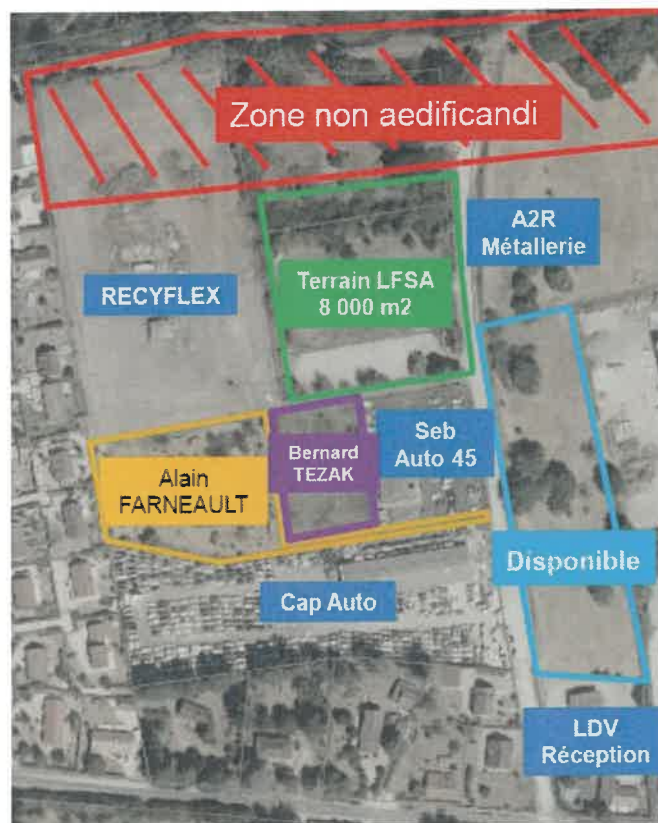 Zone non aedificandi
A2R
Métallerie
RECYFLEX
Terrain LFSA
8 000 m2
Seb
Auto 45
Bernard
TEZAK
Alain
FARNEAULT
Disponible
Cap Auto
LDV
Réception